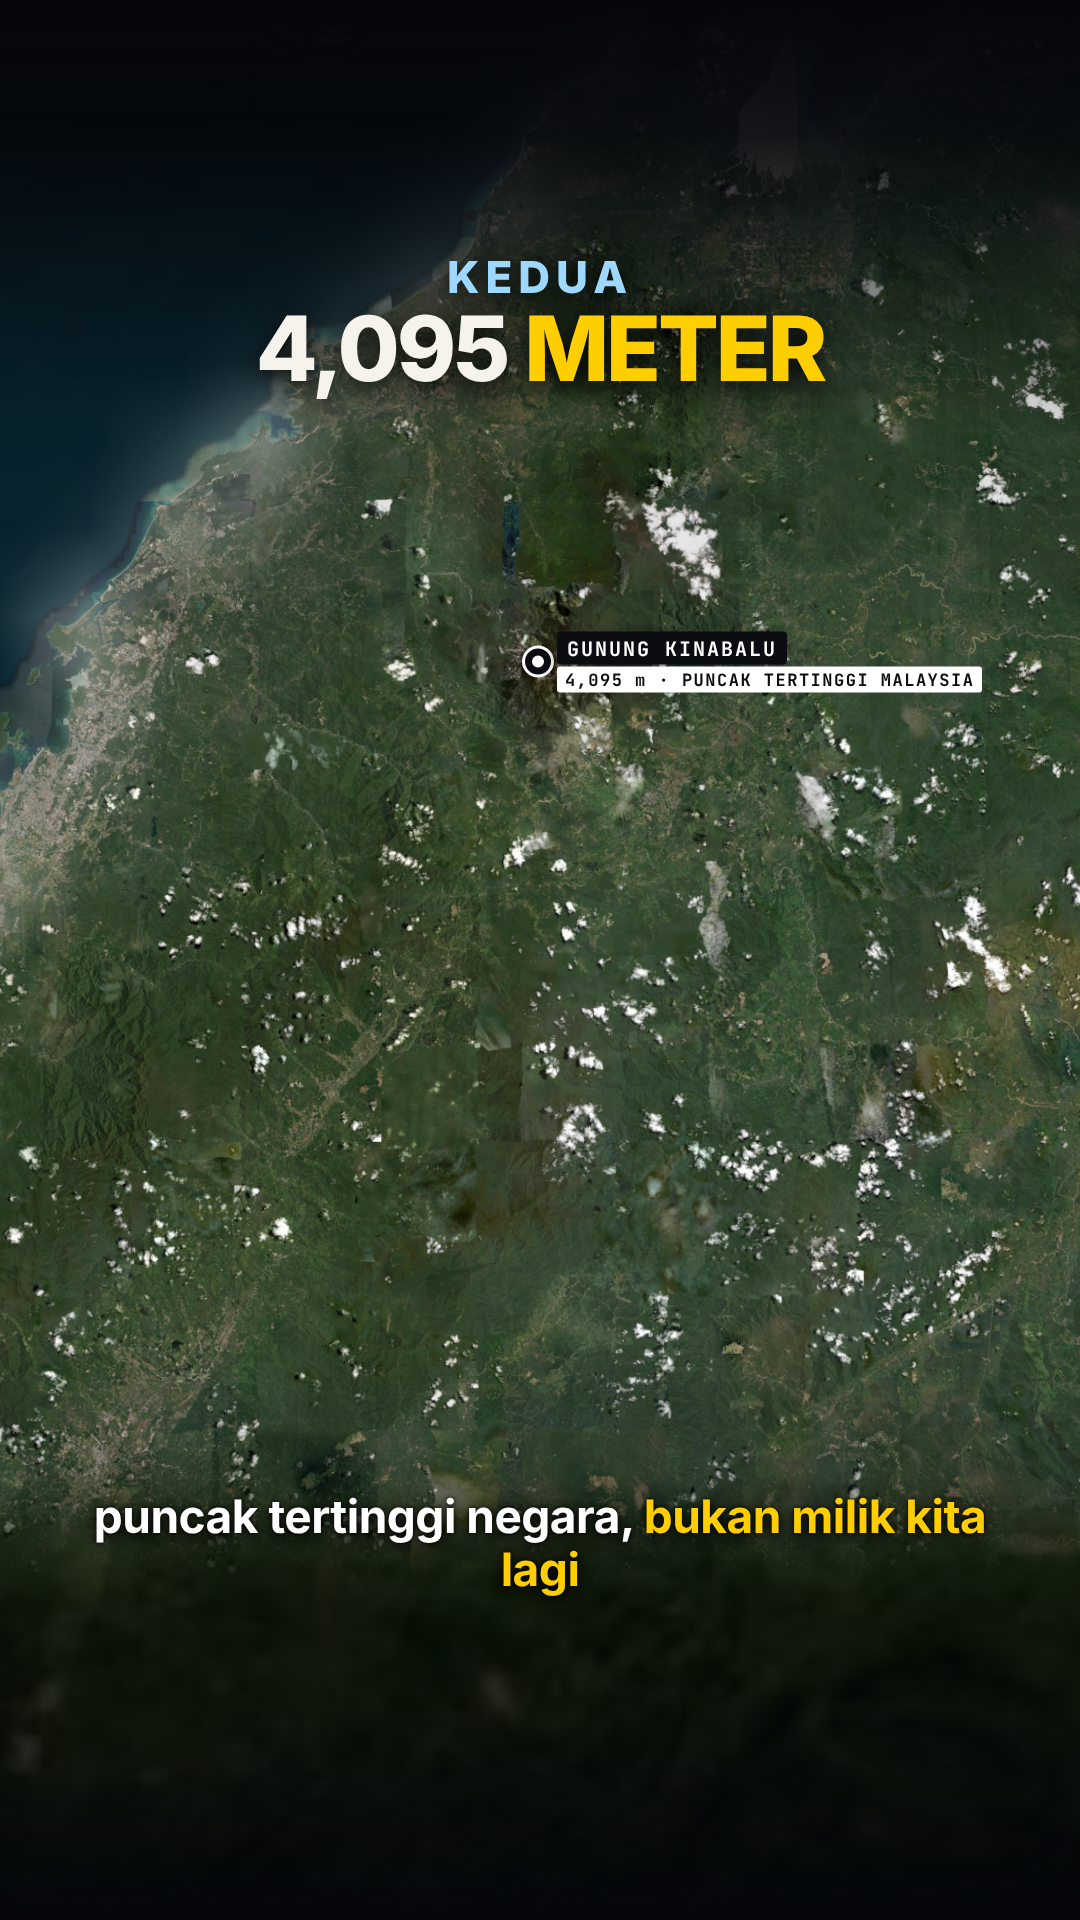 KEDUA
4,095 METER
GUNUNG KINABALU
4,095 m · PUNCAK TERTINGGI MALAYSIA
puncak tertinggi negara, bukan milik kita
lagi